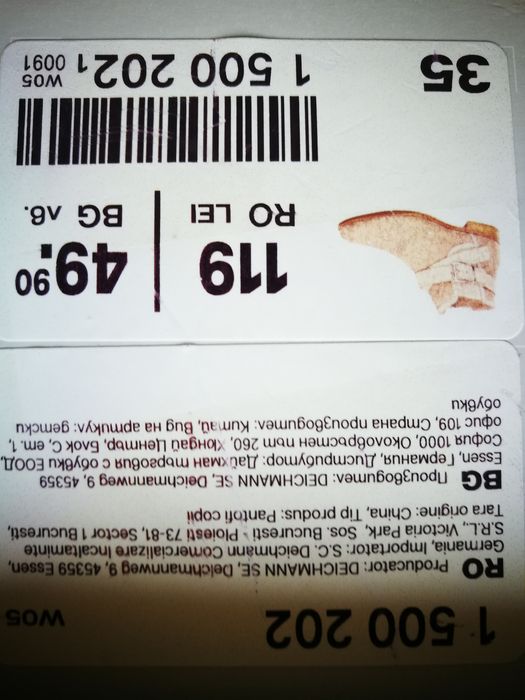 1 500 202 W05
RO Producator: DEICHMANN SE, Deichmannweg 9, 45359 Essen,
Germania, Importator: S.C. Deichmann Comercializare Incaltaminte
S.R.L., Victoria Park, Sos. Bucuresti - Ploiesti 73-81, Sector 1 Bucuresti,
Tara origine: China, Tip produs: Pantofi copii
BG Производител: DEICHMANN SE, Deichmannweg 9, 45359
Essen, Германия, Дистрибутор: Дайхман търговия с обувки ЕООД,
София 1000, Околовръстен път 260, Хюндай Център, Блок С, ет. 1,
офис 109, Страна производител: Китай, Вид на артикул: детски
обувки
119 49.90
RO LEI BG лв.
35 1 500 202 1 W05 0091